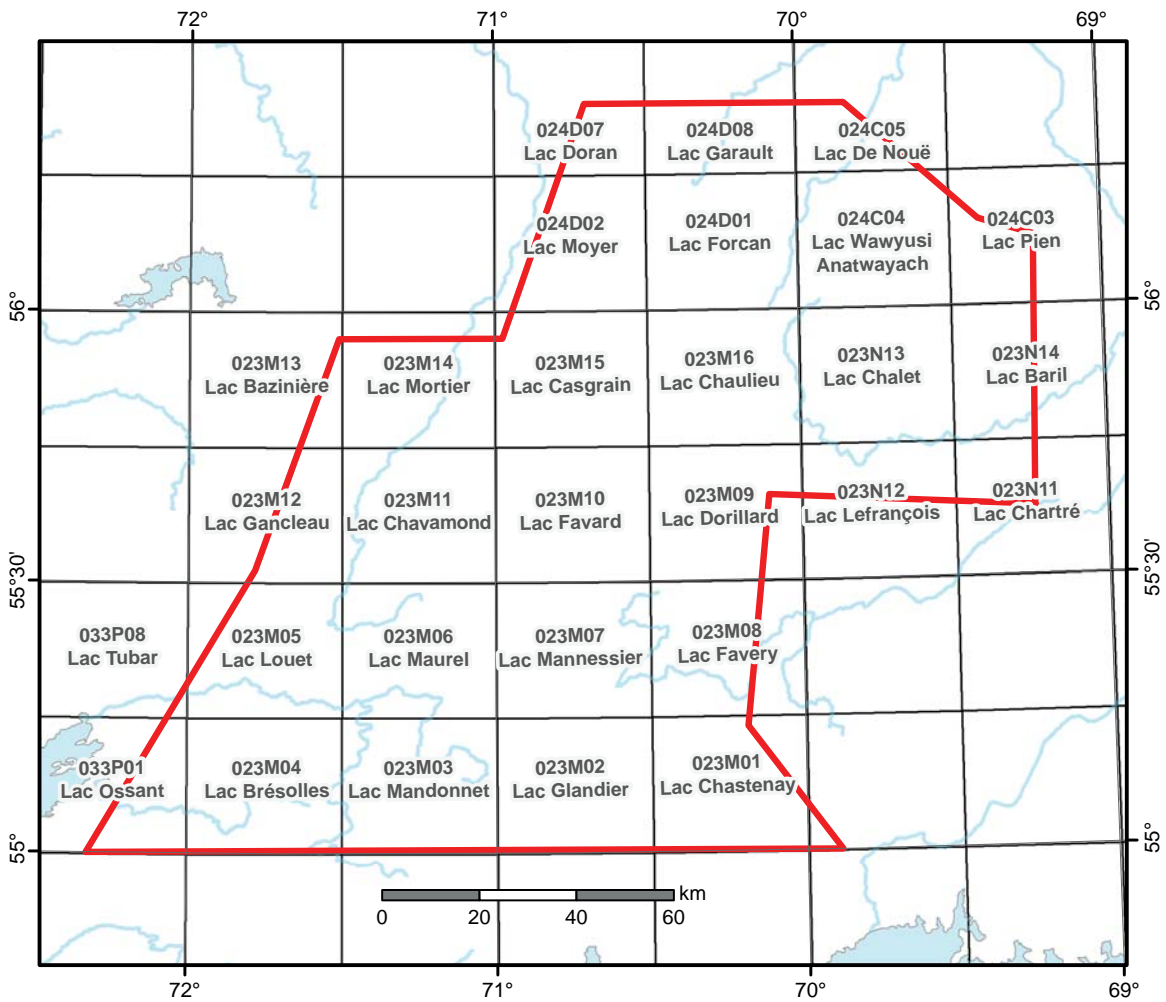 72°
71°
70°
69°
024D07
Lac Doran
024D08
Lac Garault
024C05
Lac De Nouë
024D02
Lac Moyer
024D01
Lac Forcan
024C04
Lac Wawyusi
Anatwayach
024C03
Lac Pien
56°
56°
023M13
Lac Bazinière
023M14
Lac Mortier
023M15
Lac Casgrain
023M16
Lac Chaulieu
023N13
Lac Chalet
023N14
Lac Baril
023M12
Lac Gancleau
023M11
Lac Chavamond
023M10
Lac Favard
023M09
Lac Dorillard
023N12
Lac Lefrançois
023N11
Lac Chartré
55°30'
55°30'
033P08
Lac Tubar
023M05
Lac Louet
023M06
Lac Maurel
023M07
Lac Mannessier
023M08
Lac Favery
033P01
Lac Ossant
023M04
Lac Brésolles
023M03
Lac Mandonnet
023M02
Lac Glandier
023M01
Lac Chastenay
55°
55°
km
0 20 40 60
72°
71°
70°
69°